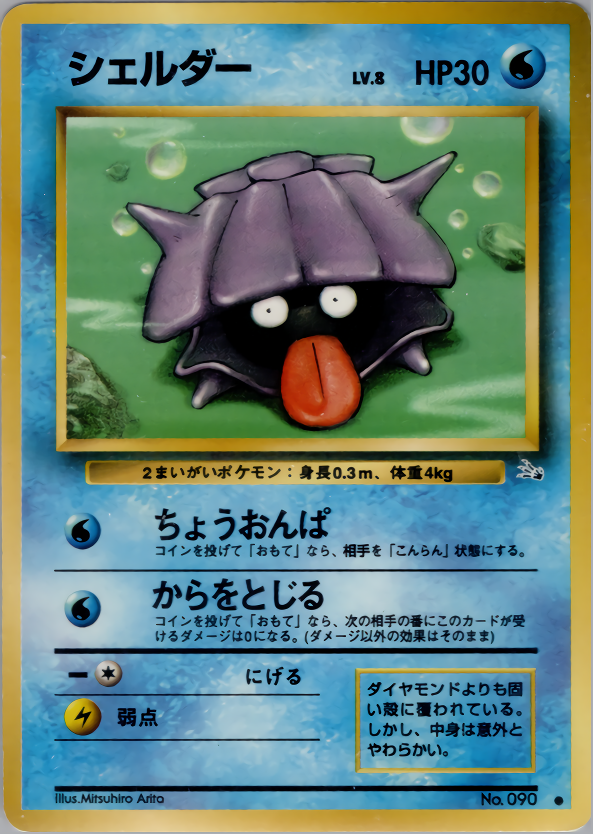 シェルダー LV.8 HP30
2まいがいポケモン：身長0.3m、体重4kg
ちょうおんぱ
コインを投げて「おもて」なら、相手を「こんらん」状態にする。
からをとじる
コインを投げて「おもて」なら、次の相手の番にこのカードが受
けるダメージは0になる。(ダメージ以外の効果はそのまま)
ー にげる
弱点
ダイヤモンドよりも固
い殻に覆われている。
しかし、中身は意外と
やわらかい。
Illus.Mitsuhiro Arita No. 090 ●